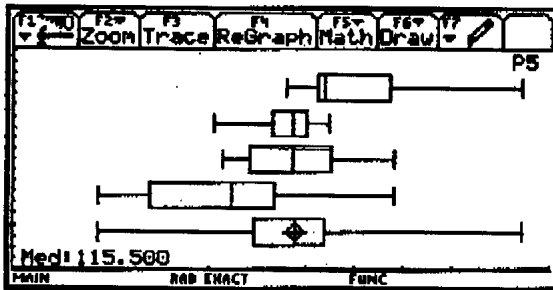 F1 F2 F3 F4 F5 F6 F7
Zoom Trace ReGraph Math Draw
P5
Med:115.500
MAIN RAD EXACT FUNC